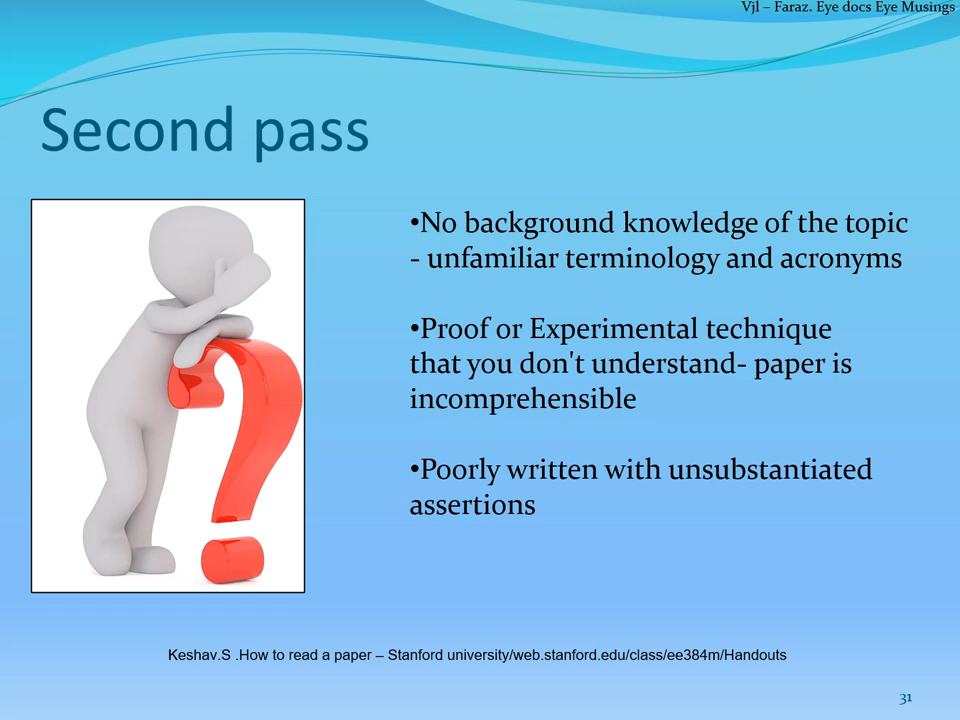 Vjl – Faraz. Eye docs Eye Musings
Second pass
•No background knowledge of the topic
- unfamiliar terminology and acronyms
•Proof or Experimental technique
that you don't understand- paper is
incomprehensible
•Poorly written with unsubstantiated
assertions
Keshav.S .How to read a paper – Stanford university/web.stanford.edu/class/ee384m/Handouts
31